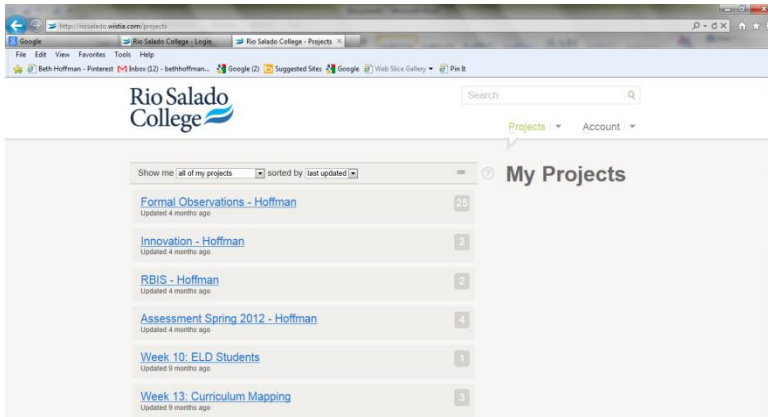 http://riosalado.wistia.com/projects
Google
Rio Salado College - Login
Rio Salado College - Projects
File Edit View Favorites Tools Help
Beth Hoffman - Pinterest
Inbox (12) - bethhoffman...
Google (2)
Suggested Sites
Google
Web Slice Gallery
Pin It
Rio Salado
College
Search
Projects
Account
Show me all of my projects sorted by last updated
My Projects
Formal Observations - Hoffman
25
Updated 4 months ago
Innovation - Hoffman
2
Updated 4 months ago
RBIS - Hoffman
2
Updated 4 months ago
Assessment Spring 2012 - Hoffman
4
Updated 4 months ago
Week 10: ELD Students
1
Updated 9 months ago
Week 13: Curriculum Mapping
3
Updated 9 months ago